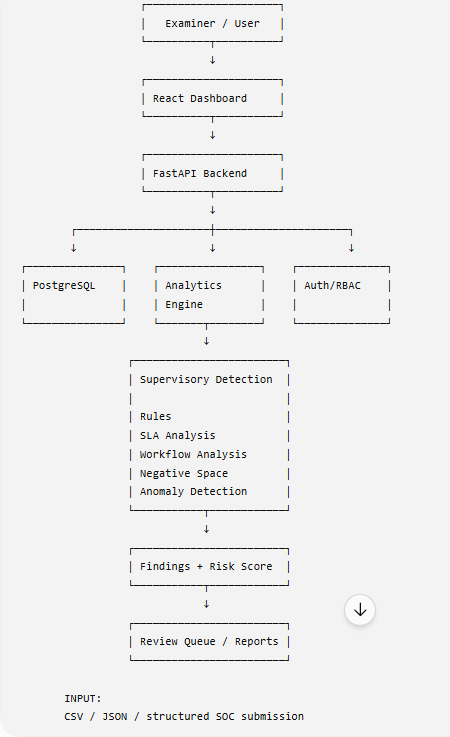 Examiner / User
React Dashboard
FastAPI Backend
PostgreSQL
Analytics
Engine
Auth/RBAC
Supervisory Detection
Rules
SLA Analysis
Workflow Analysis
Negative Space
Anomaly Detection
Findings + Risk Score
Review Queue / Reports
INPUT:
CSV / JSON / structured SOC submission